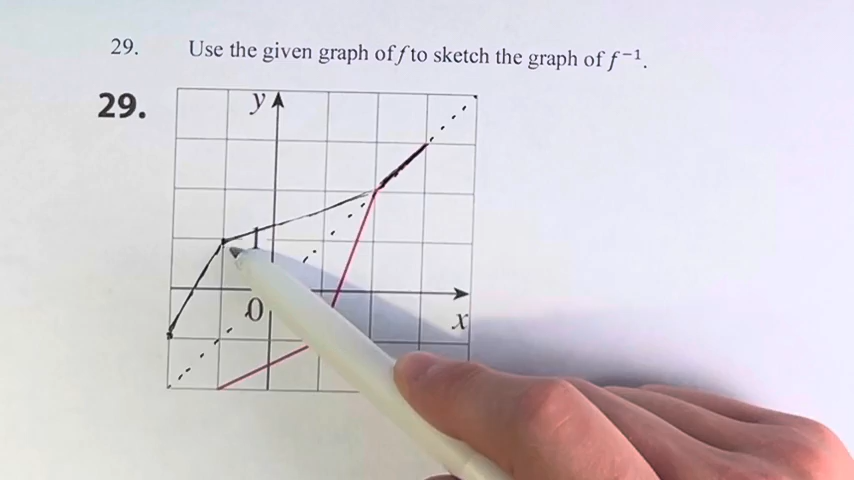 29. Use the given graph of f to sketch the graph of f⁻¹.
29.
y
1
0
x